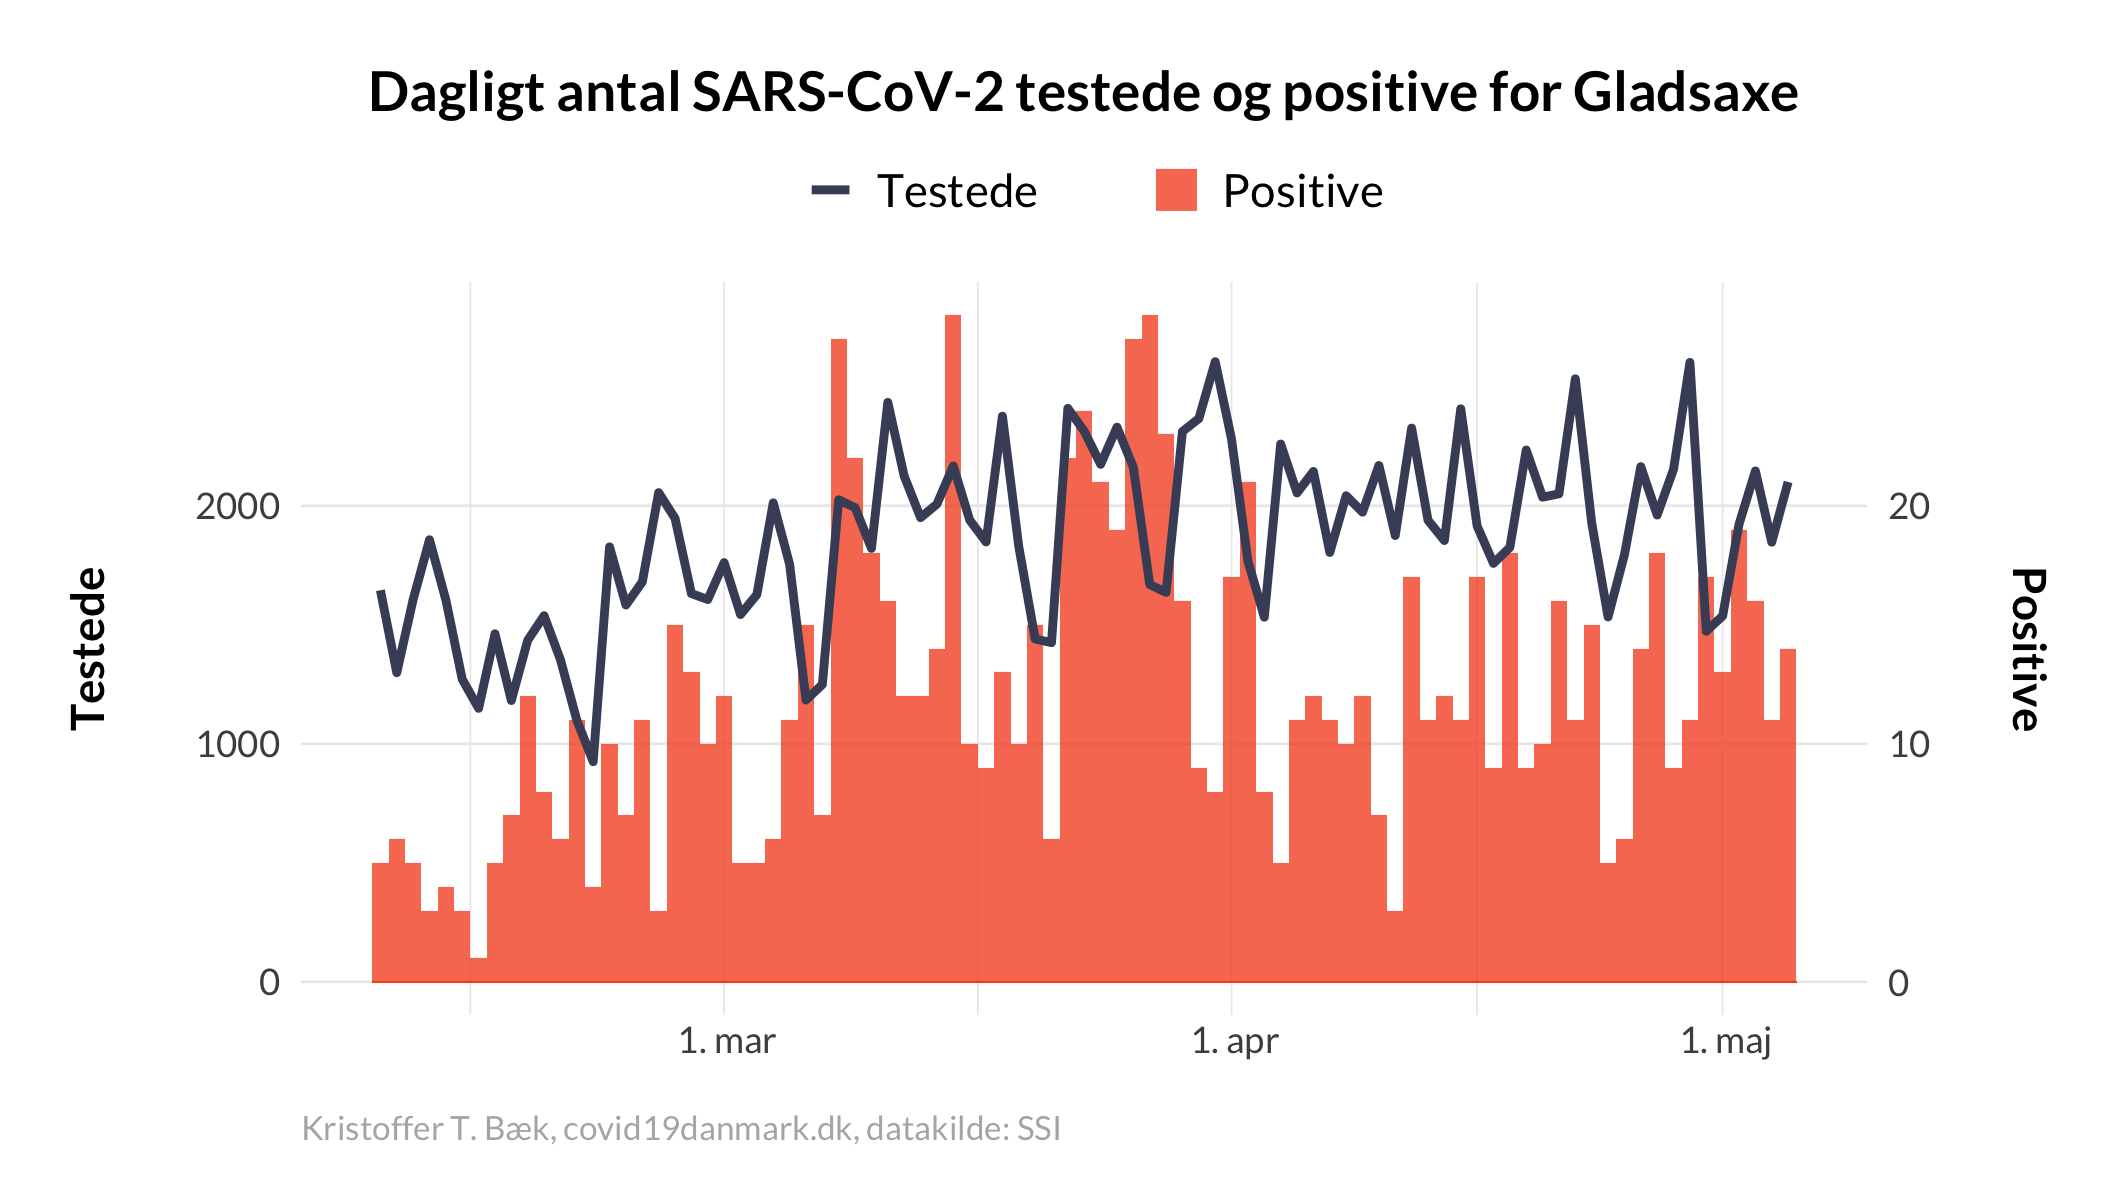 Dagligt antal SARS-CoV-2 testede og positive for Gladsaxe
Testede Positive
Testede
2000
1000
0
20
10
0
Positive
1. mar 1. apr 1. maj
Kristoffer T. Bæk, covid19danmark.dk, datakilde: SSI